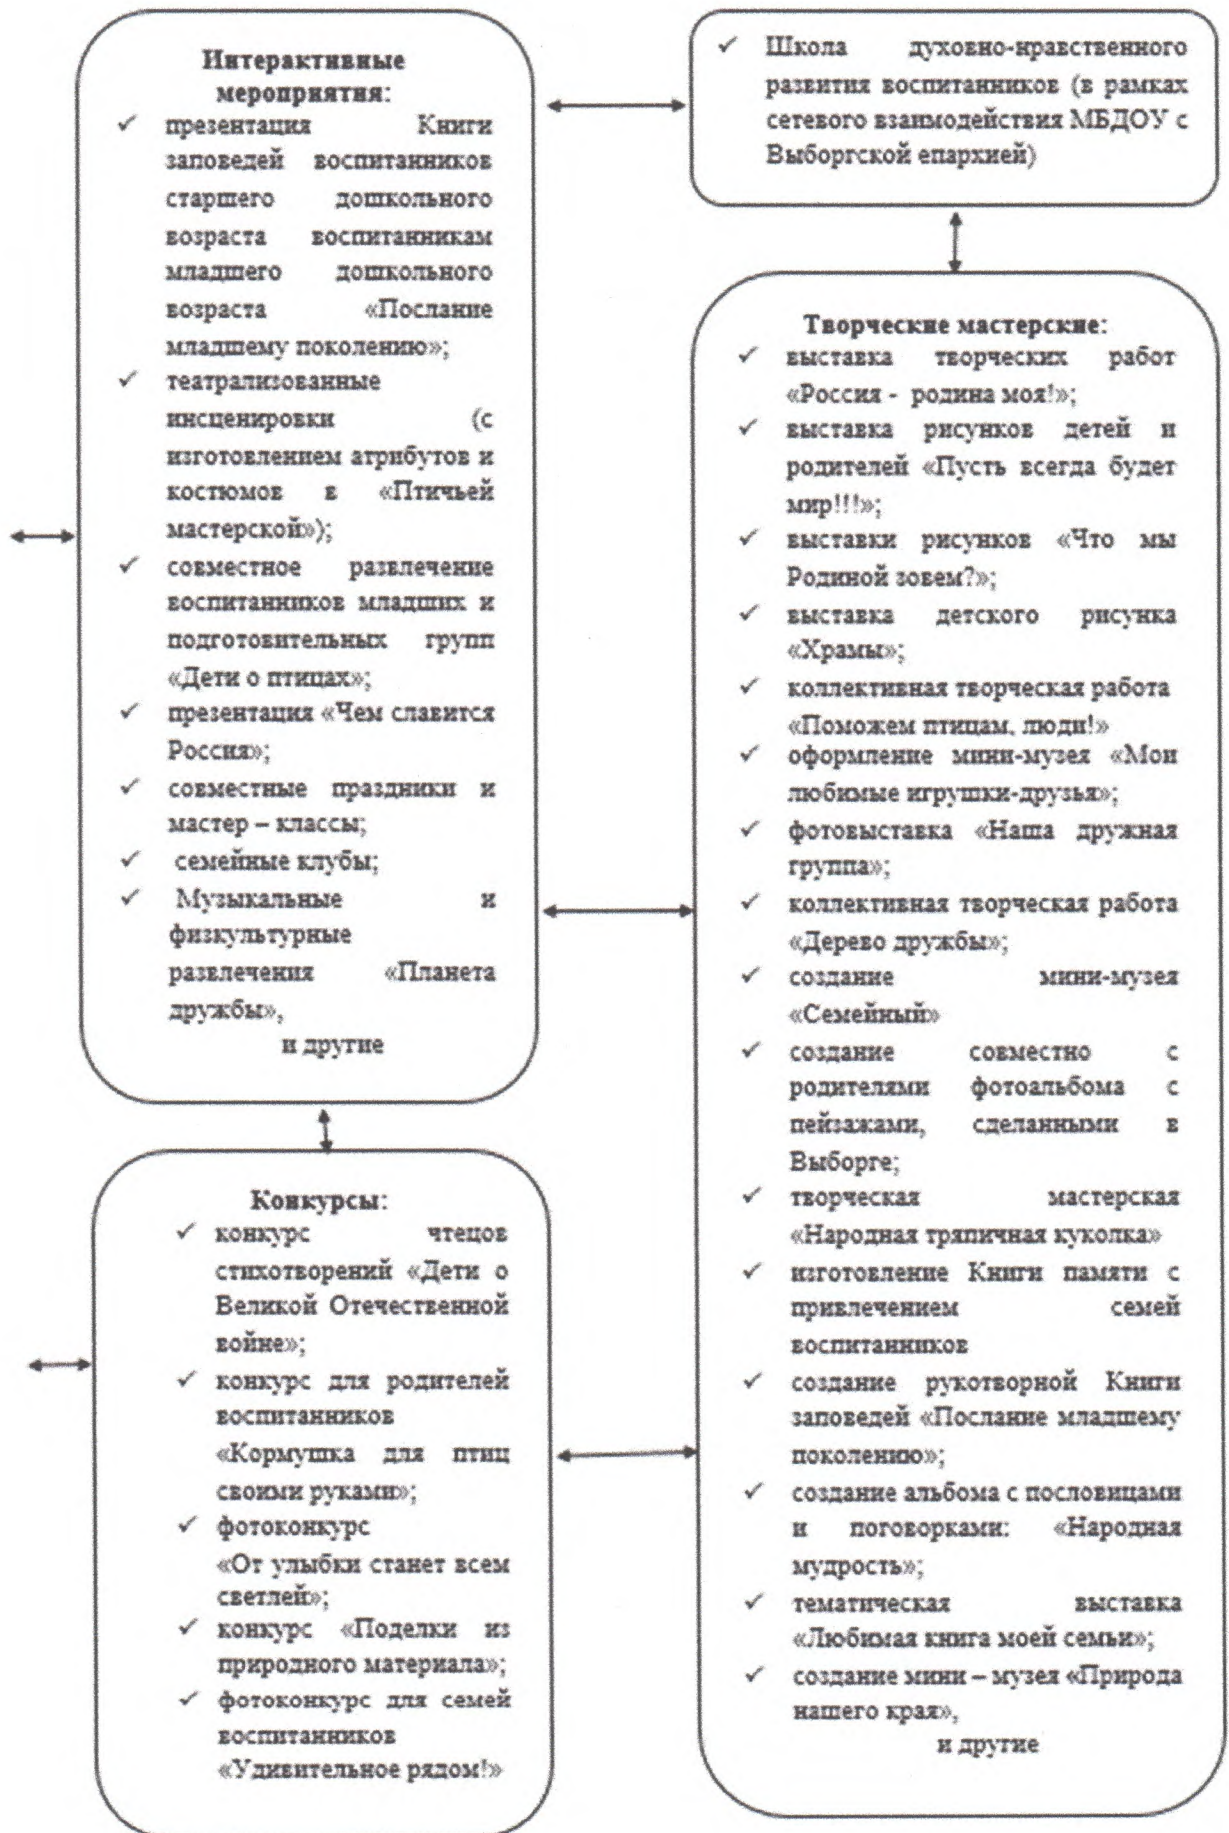 Интерактивные
мероприятия:
✓ презентация Книги
заповедей воспитанников
старшего дошкольного
возраста воспитанникам
младшего дошкольного
возраста «Послание
младшему поколению»;
✓ театрализованные
инсценировки (с
изготовлением атрибутов и
костюмов в «Птичьей
мастерской»);
✓ совместное развлечение
воспитанников младших и
подготовительных групп
«Дети о птицах»;
✓ презентация «Чем славится
Россия»;
✓ совместные праздники и
мастер – классы;
✓ семейные клубы;
✓ Музыкальные и
физкультурные
развлечения «Планета
дружбы»,
и другие
Конкурсы:
✓ конкурс чтецов
стихотворений «Дети о
Великой Отечественной
войне»;
✓ конкурс для родителей
воспитанников
«Кормушка для птиц
своими руками»;
✓ фотоконкурс
«От улыбки станет всем
светлей»;
✓ конкурс «Поделки из
природного материала»;
✓ фотоконкурс для семей
воспитанников
«Удивительное рядом!»
✓ Школа духовно-нравственного
развития воспитанников (в рамках
сетевого взаимодействия МБДОУ с
Выборгской епархией)
Творческие мастерские:
✓ выставка творческих работ
«Россия - родина моя!»;
✓ выставка рисунков детей и
родителей «Пусть всегда будет
мир!!!»;
✓ выставки рисунков «Что мы
Родиной зовем?»;
✓ выставка детского рисунка
«Храмы»;
✓ коллективная творческая работа
«Поможем птицам, люди!»
✓ оформление мини-музея «Мои
любимые игрушки-друзья»;
✓ фотовыставка «Наша дружная
группа»;
✓ коллективная творческая работа
«Дерево дружбы»;
✓ создание мини-музея
«Семейный»
✓ создание совместно с
родителями фотоальбома с
пейзажами, сделанными в
Выборге;
✓ творческая мастерская
«Народная тряпичная куколка»
✓ изготовление Книги памяти с
привлечением семей
воспитанников
✓ создание рукотворной Книги
заповедей «Послание младшему
поколению»;
✓ создание альбома с пословицами
и поговорками: «Народная
мудрость»;
✓ тематическая выставка
«Любимая книга моей семьи»;
✓ создание мини – музея «Природа
нашего края»,
и другие